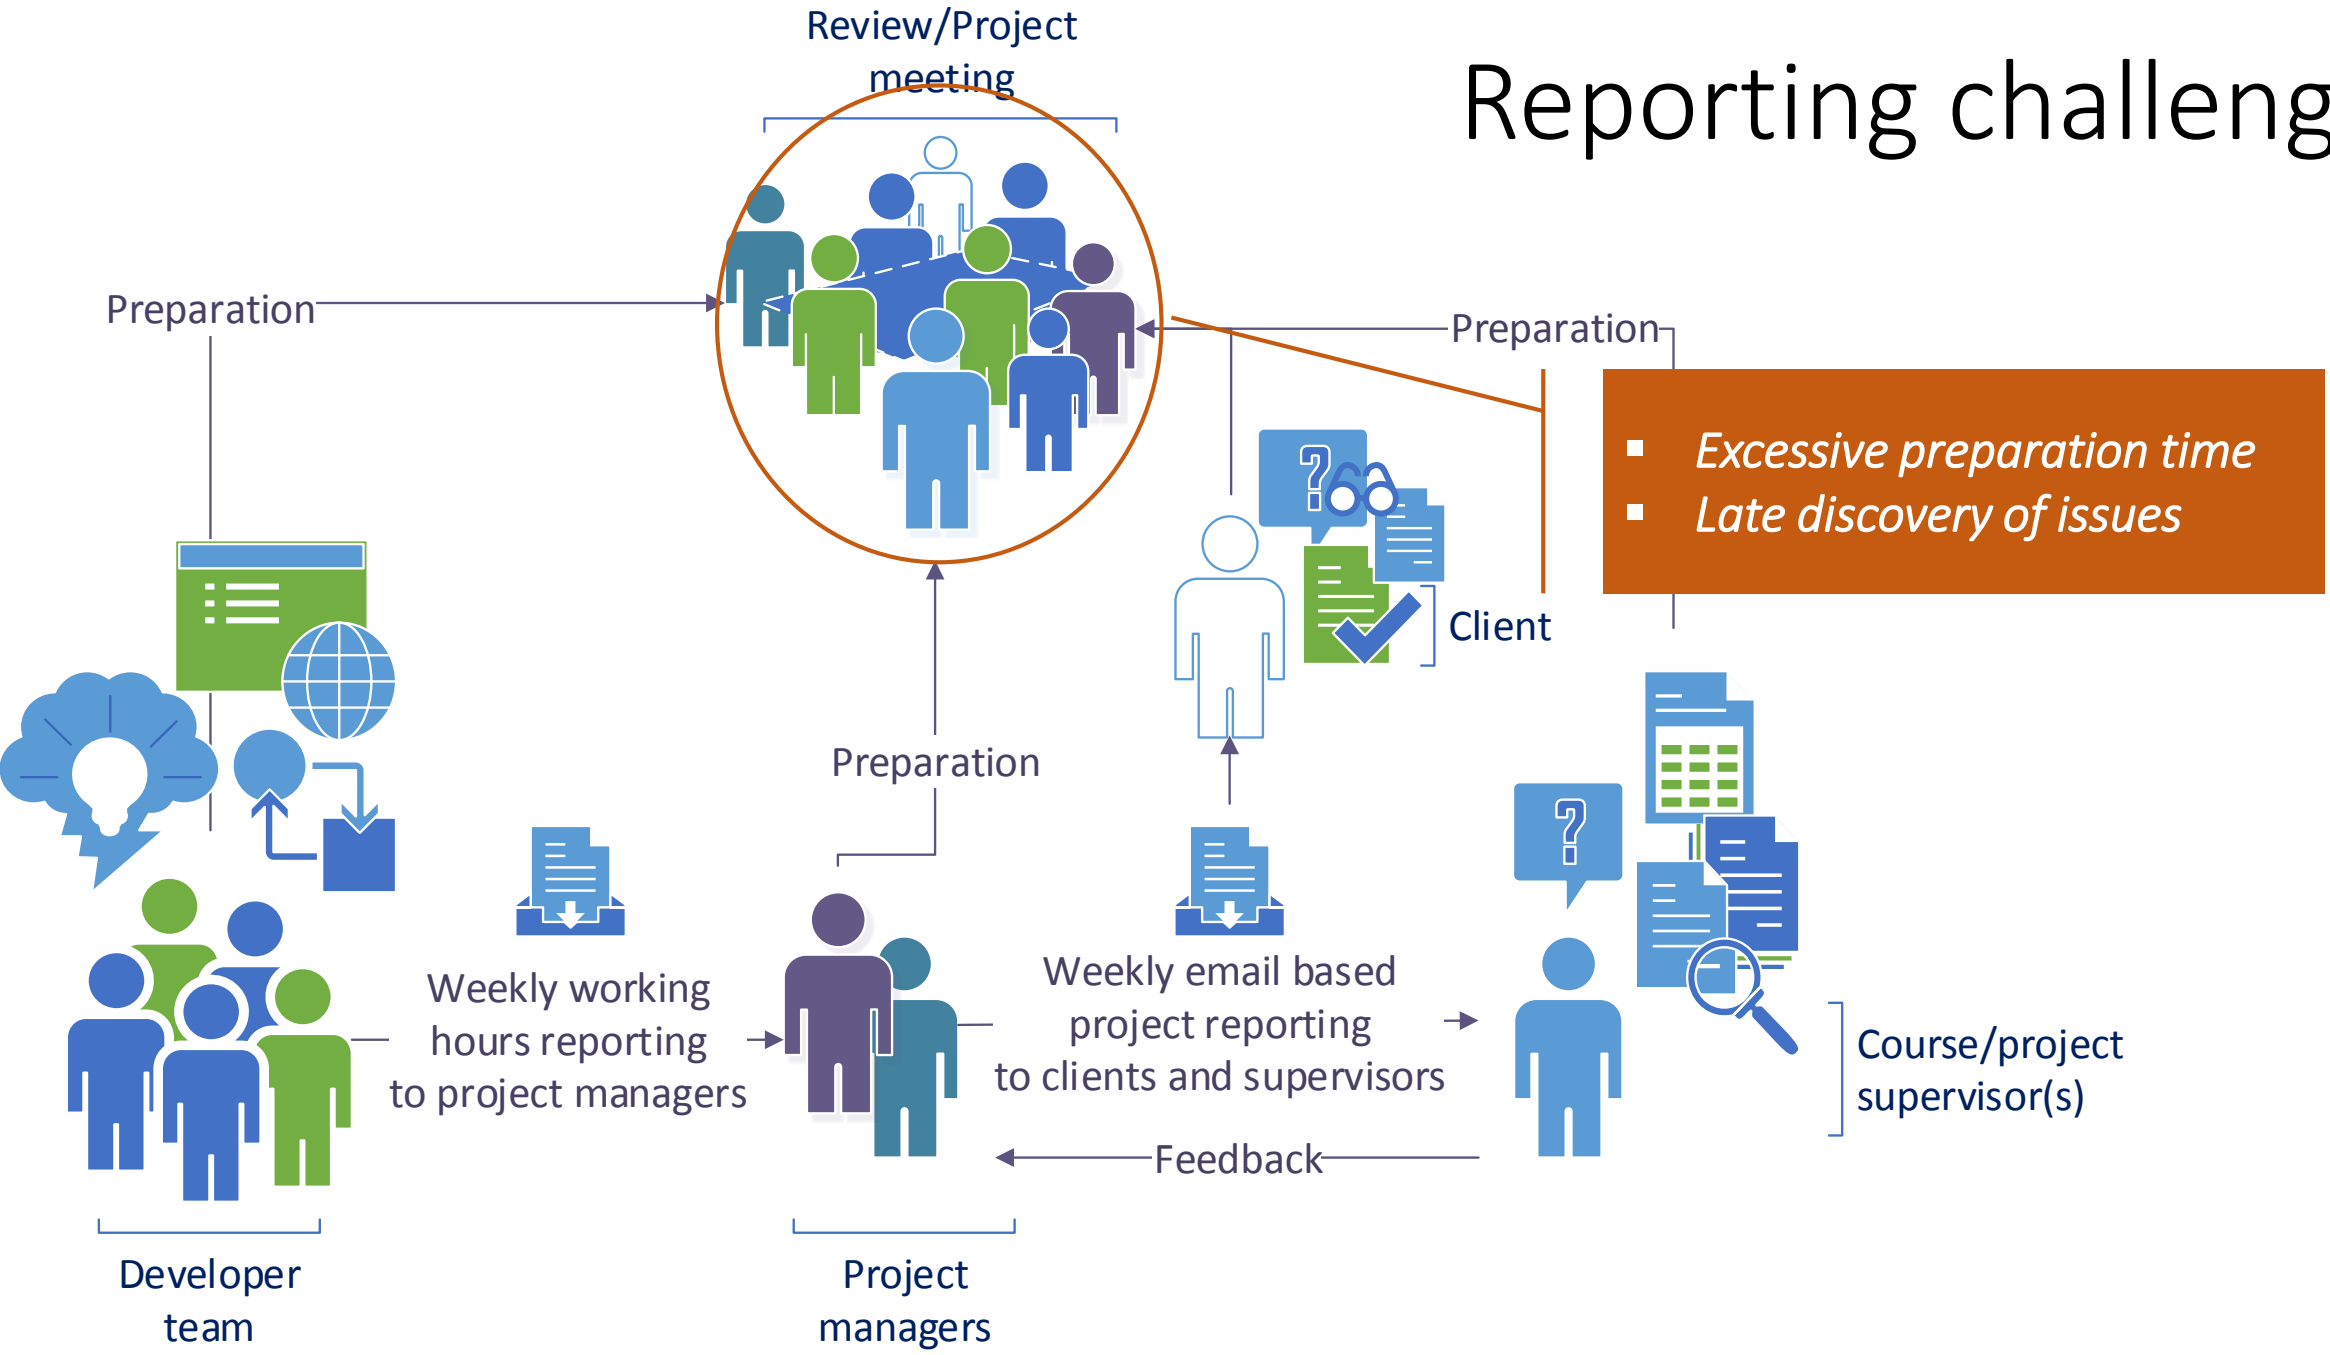 Review/Project
meeting
Reporting challeng
Preparation
Preparation
Excessive preparation time
Late discovery of issues
?
Client
Preparation
?
Weekly working
hours reporting
to project managers
Weekly email based
project reporting
to clients and supervisors
Course/project
supervisor(s)
Feedback
Developer
team
Project
managers